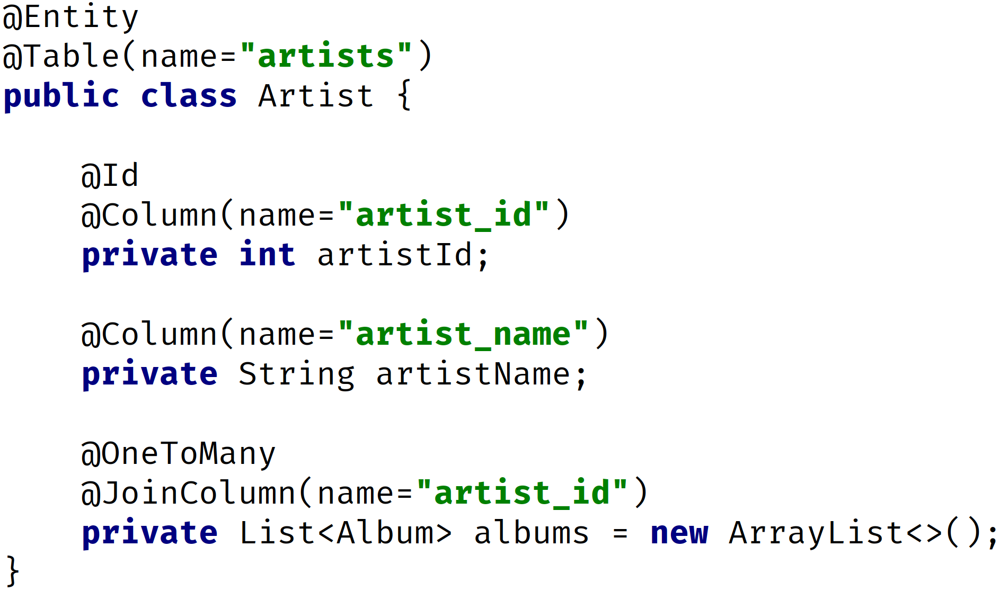 @Entity
@Table(name="artists")
public class Artist {
@Id
@Column(name="artist_id")
private int artistId;
@Column(name="artist_name")
private String artistName;
@OneToMany
@JoinColumn(name="artist_id")
private List<Album> albums = new ArrayList<>();
}